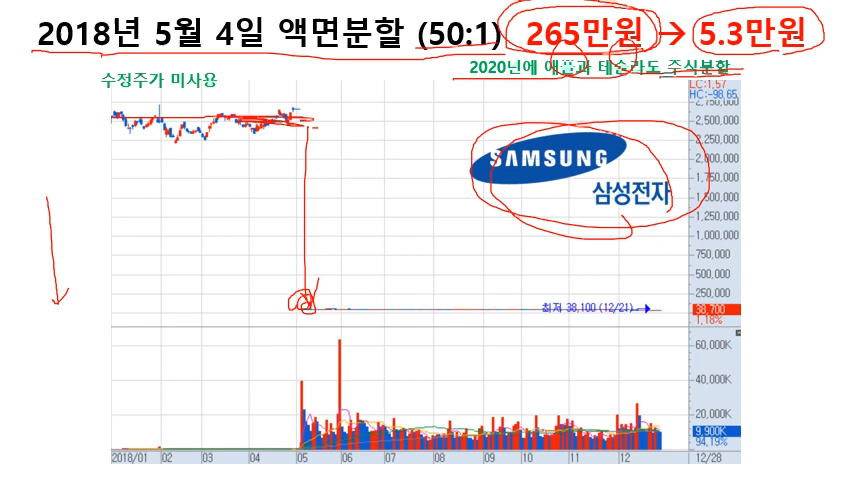 2018년 5월 4일 액면분할 (50:1) 265만원 → 5.3만원
2020년에 애플과 테슬라도 주식분할
수정주가 미사용
LC:1.57
HC:-98.65
2,750,000
2,500,000
2,250,000
2,000,000
1,750,000
1,500,000
1,250,000
1,000,000
750,000
500,000
250,000
SAMSUNG
삼성전자
최저 38,100 (12/21)
38,700
1.18%
60,000K
40,000K
20,000K
9,900K
94.19%
2018/01 02 03 04 05 06 07 08 09 10 11 12 12/28